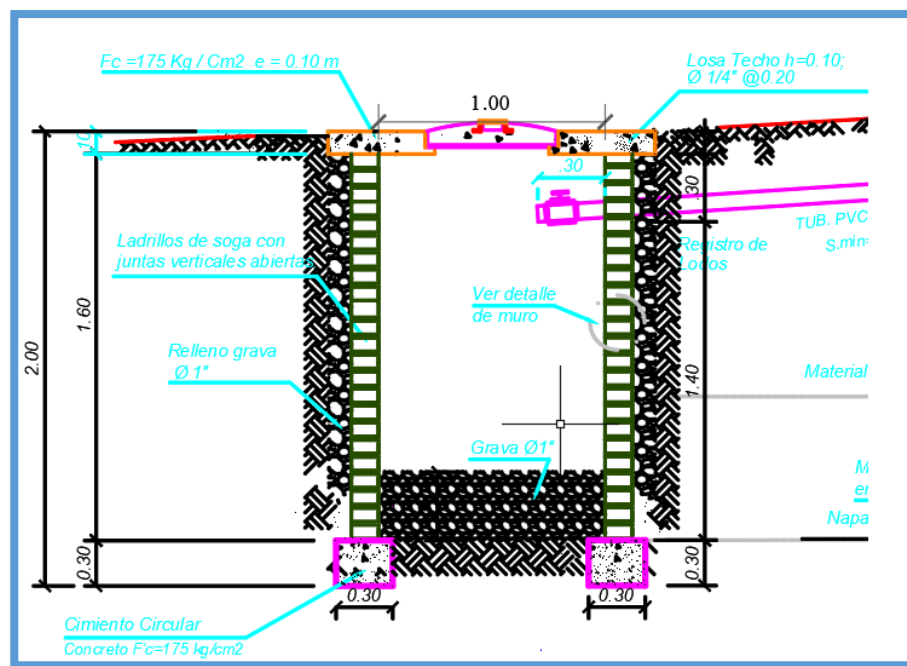 Fc =175 Kg / Cm2 e = 0.10 m
Losa Techo h=0.10;
Ø 1/4" @0.20
1.00
.10
.30
.30
TUB. PVC
S.min=
Registro de
Lodos
Ladrillos de soga con
juntas verticales abiertas
Ver detalle
de muro
1.60
2.00
Relleno grava
Ø 1"
1.40
Material
Grava Ø1"
M
en
Napa
0.30
0.30
0.30
0.30
Cimiento Circular
Concreto F'c=175 kg/cm2